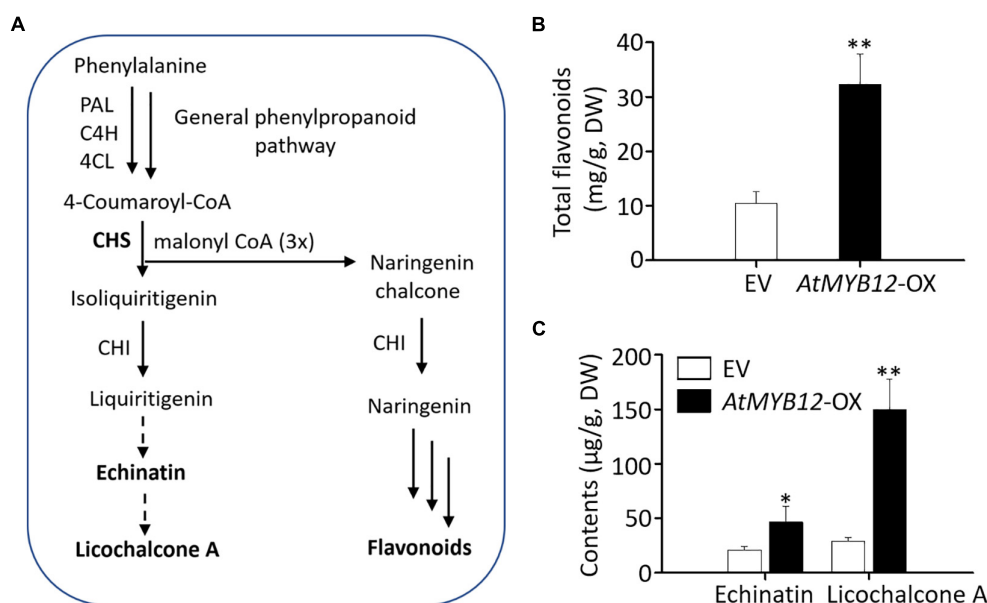 A
Phenylalanine
PAL
C4H
4CL
General phenylpropanoid
pathway
4-Coumaroyl-CoA
CHS
malonyl CoA (3x)
Isoliquiritigenin
Naringenin
chalcone
CHI
CHI
Liquiritigenin
Naringenin
Echinatin
Licochalcone A
Flavonoids
B
Total flavonoids
(mg/g, DW)
40
30
20
10
0
**
EV
AtMYB12-OX
C
Contents (µg/g, DW)
200
150
100
50
0
EV
AtMYB12-OX
*
**
Echinatin
Licochalcone A